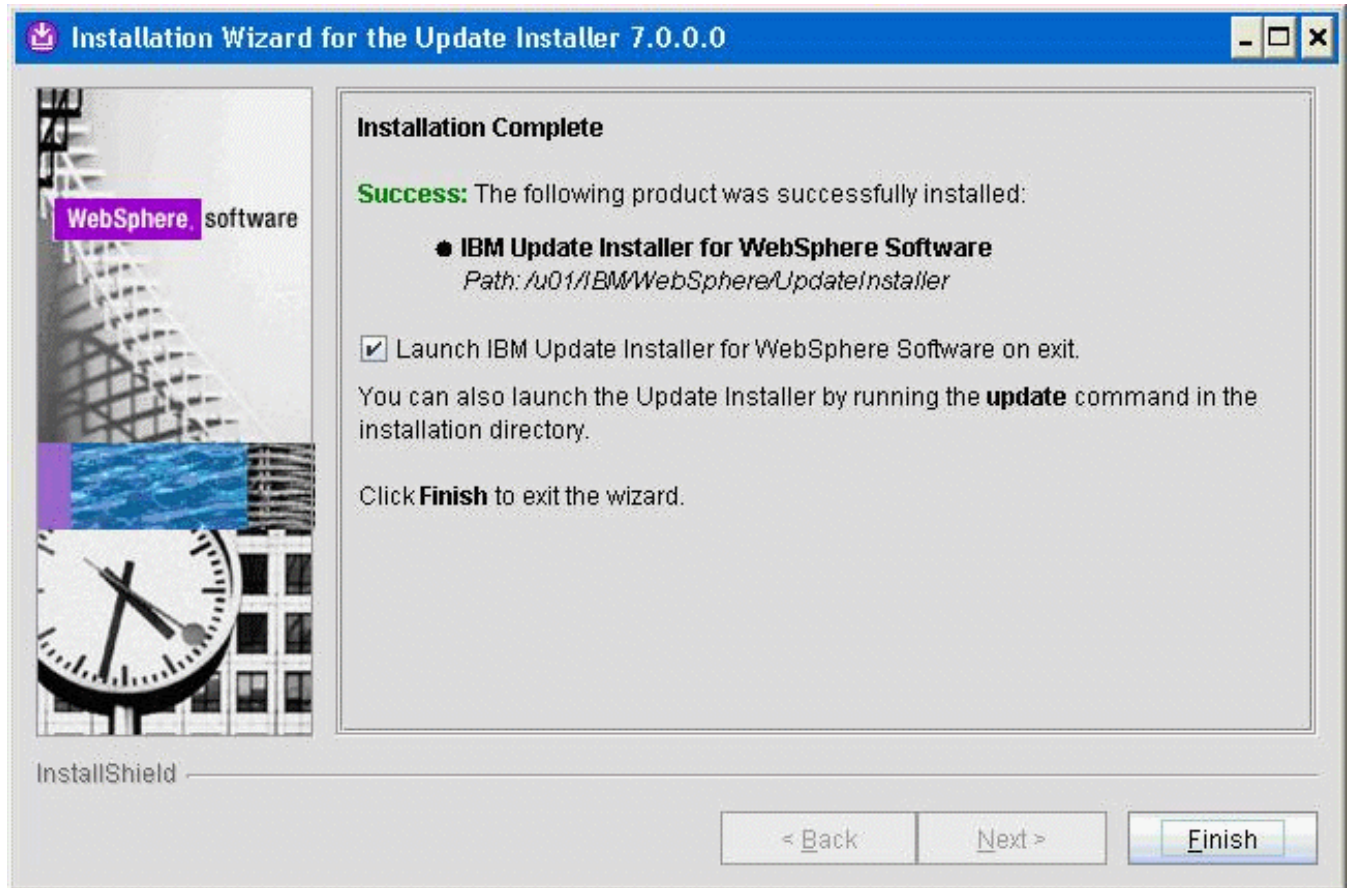 Installation Wizard for the Update Installer 7.0.0.0
Installation Complete
Success: The following product was successfully installed:
WebSphere. software
● IBM Update Installer for WebSphere Software
Path: /u01/IBM/WebSphere/UpdateInstaller
Launch IBM Update Installer for WebSphere Software on exit.
You can also launch the Update Installer by running the update command in the
installation directory.
Click Finish to exit the wizard.
InstallShield
< Back
Next >
Finish